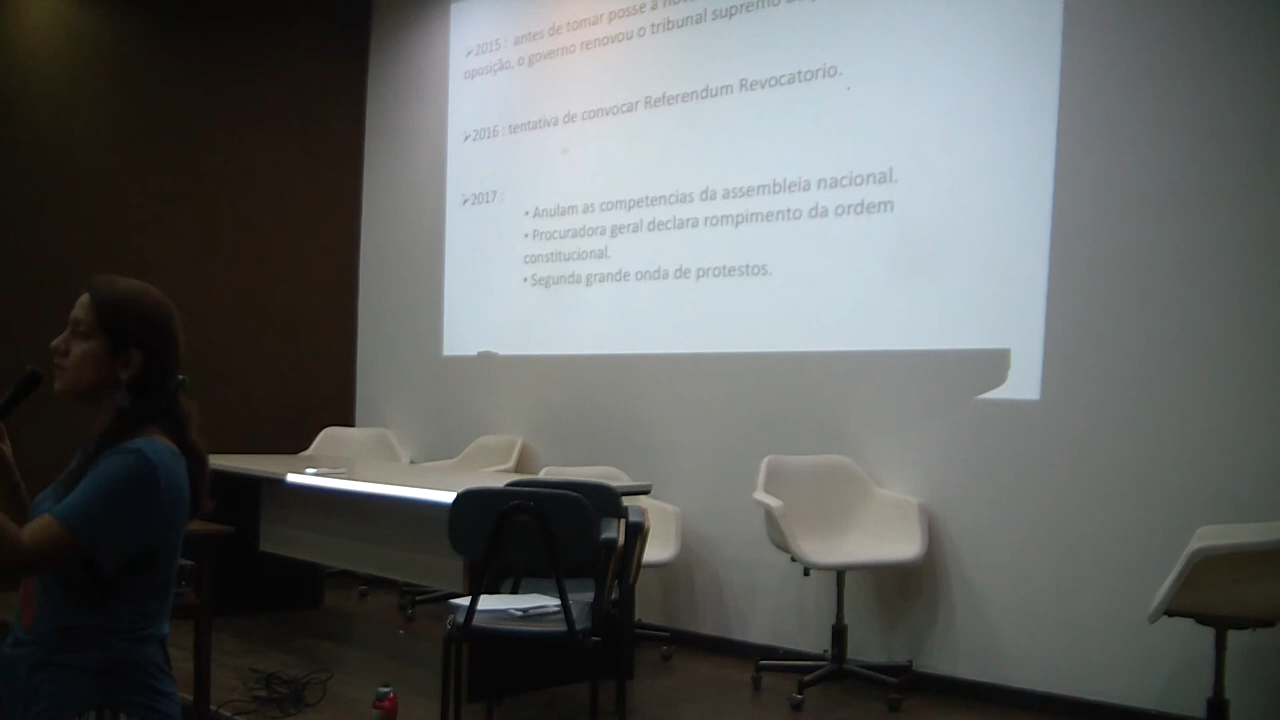 ➢2015 : antes de tomar posse a nova
oposição, o governo renovou o tribunal supremo
➢2016 : tentativa de convocar Referendum Revocatorio.
➢2017 :
• Anulam as competencias da assembleia nacional.
• Procuradora geral declara rompimento da ordem
constitucional.
• Segunda grande onda de protestos.